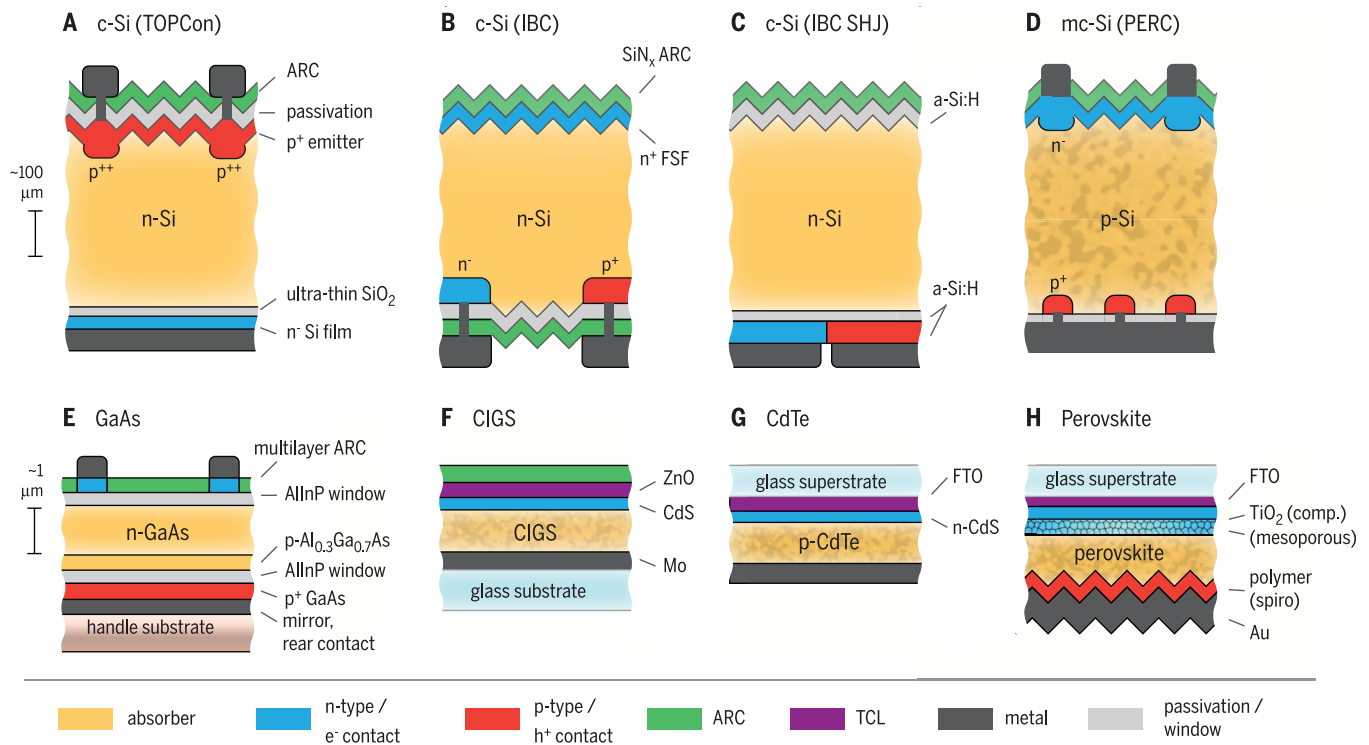 A c-Si (TOPCon)
ARC
passivation
p⁺ emitter
p⁺⁺ p⁺⁺
~100
μm
n-Si
ultra-thin SiO₂
n⁻ Si film
B c-Si (IBC)
SiNₓ ARC
n⁺ FSF
n-Si
n⁻ p⁺
C c-Si (IBC SHJ)
a-Si:H
n-Si
a-Si:H
D mc-Si (PERC)
n⁻
p-Si
p⁺
E GaAs
multilayer ARC
~1
μm
AlInP window
n-GaAs
p-Al₀.₃Ga₀.₇As
AlInP window
p⁺ GaAs
mirror,
rear contact
handle substrate
F CIGS
ZnO
CdS
CIGS
Mo
glass substrate
G CdTe
glass superstrate
FTO
n-CdS
p-CdTe
H Perovskite
glass superstrate
FTO
TiO₂ (comp.)
(mesoporous)
perovskite
polymer
(spiro)
Au
absorber
n-type /
e⁻ contact
p-type /
h⁺ contact
ARC
TCL
metal
passivation /
window